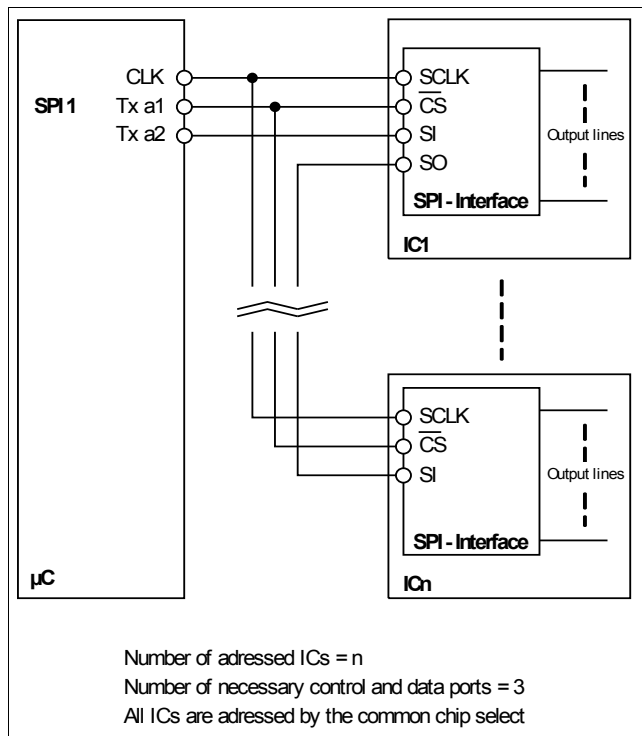 SPI 1
CLK
Tx a1
Tx a2
µC
SCLK
CS
SI
SO
SPI - Interface
Output lines
IC1
SCLK
CS
SI
SPI - Interface
Output lines
ICn
Number of adressed ICs = n
Number of necessary control and data ports = 3
All ICs are adressed by the common chip select